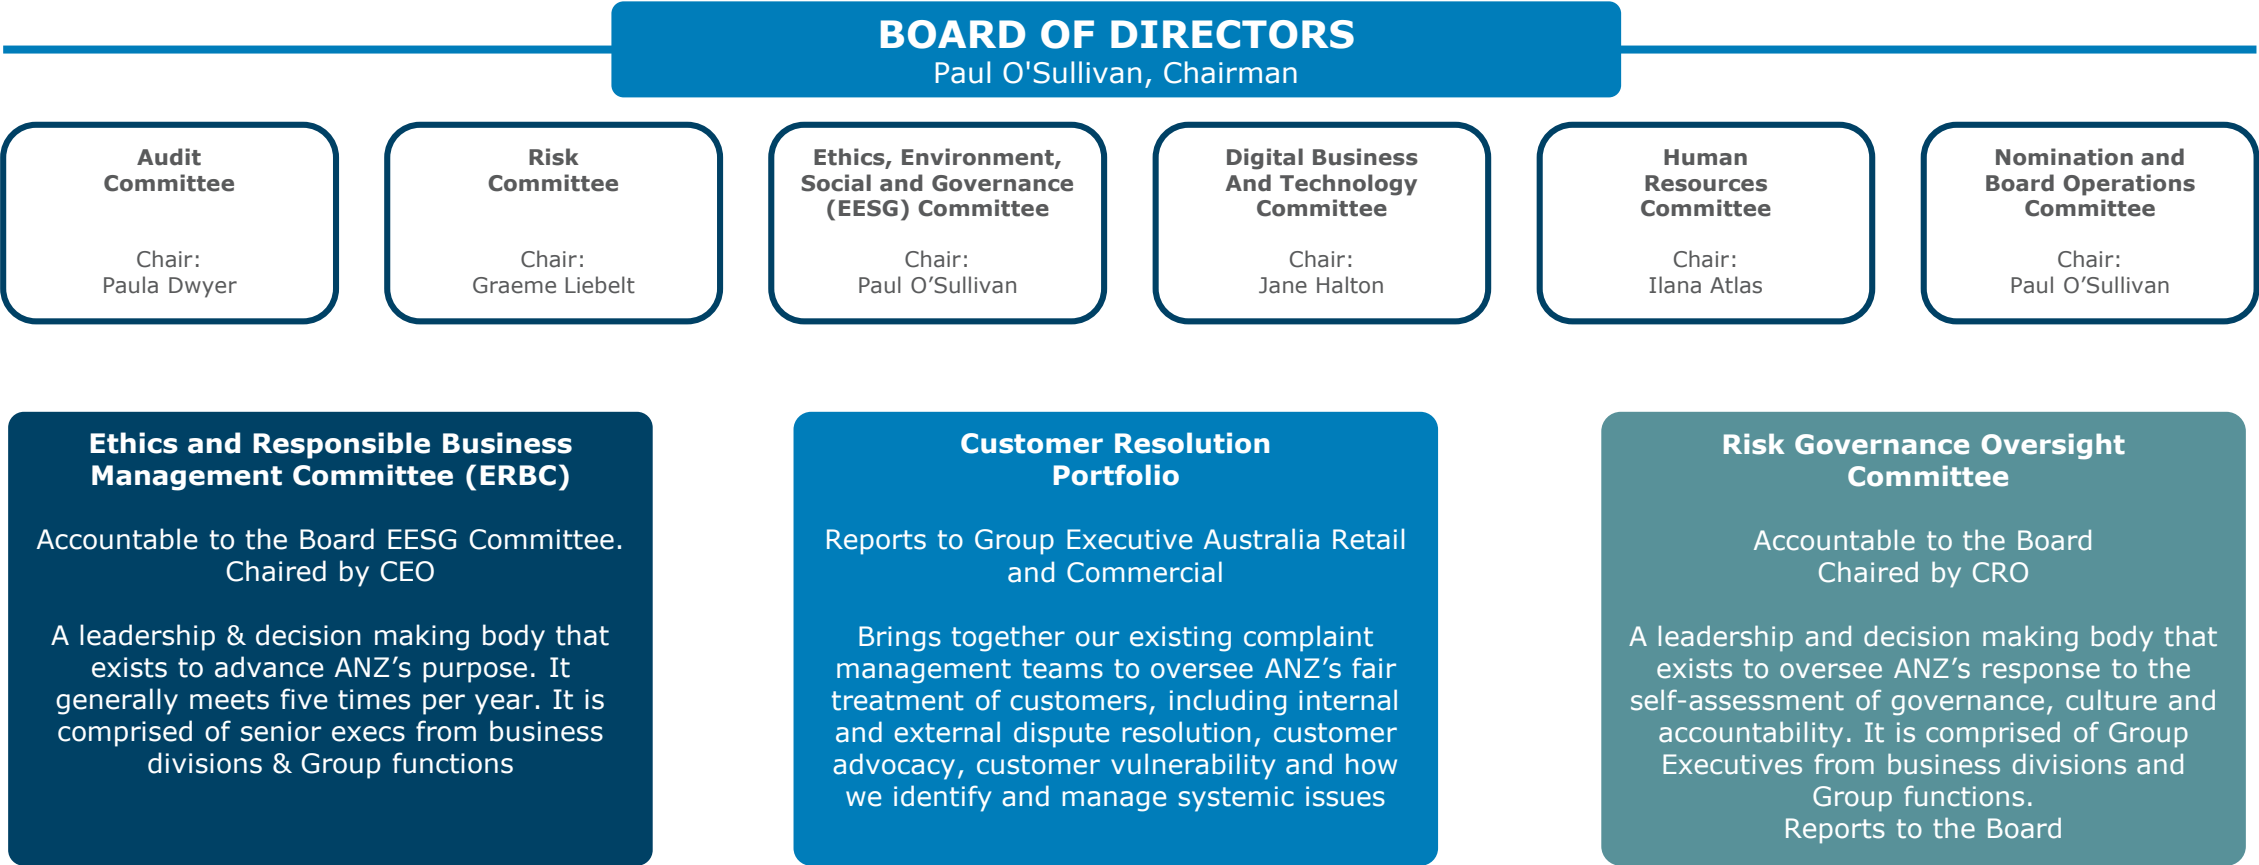 BOARD OF DIRECTORS
Paul O'Sullivan, Chairman
Audit
Committee
Chair:
Paula Dwyer
Risk
Committee
Chair:
Graeme Liebelt
Ethics, Environment,
Social and Governance
(EESG) Committee
Chair:
Paul O’Sullivan
Digital Business
And Technology
Committee
Chair:
Jane Halton
Human
Resources
Committee
Chair:
Ilana Atlas
Nomination and
Board Operations
Committee
Chair:
Paul O’Sullivan
Ethics and Responsible Business
Management Committee (ERBC)
Accountable to the Board EESG Committee.
Chaired by CEO
A leadership & decision making body that
exists to advance ANZ’s purpose. It
generally meets five times per year. It is
comprised of senior execs from business
divisions & Group functions
Customer Resolution
Portfolio
Reports to Group Executive Australia Retail
and Commercial
Brings together our existing complaint
management teams to oversee ANZ’s fair
treatment of customers, including internal
and external dispute resolution, customer
advocacy, customer vulnerability and how
we identify and manage systemic issues
Risk Governance Oversight
Committee
Accountable to the Board
Chaired by CRO
A leadership and decision making body that
exists to oversee ANZ’s response to the
self-assessment of governance, culture and
accountability. It is comprised of Group
Executives from business divisions and
Group functions.
Reports to the Board